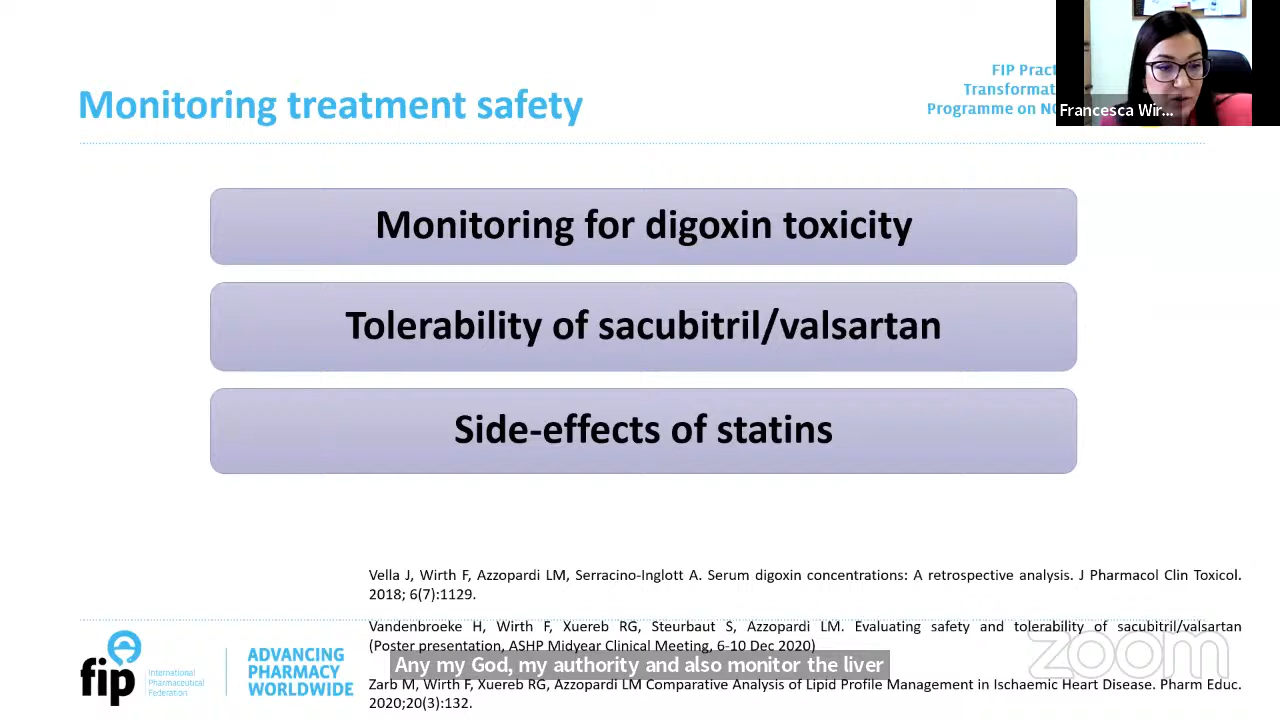 FIP Pract
Transformat
Programme on N
Francesca Wir...
Monitoring treatment safety
Monitoring for digoxin toxicity
Tolerability of sacubitril/valsartan
Side-effects of statins
Vella J, Wirth F, Azzopardi LM, Serracino-Inglott A. Serum digoxin concentrations: A retrospective analysis. J Pharmacol Clin Toxicol.
2018; 6(7):1129.
Vandenbroeke H, Wirth F, Xuereb RG, Steurbaut S, Azzopardi LM. Evaluating safety and tolerability of sacubitril/valsartan
(Poster presentation, ASHP Midyear Clinical Meeting, 6-10 Dec 2020)
Any my God, my authority and also monitor the liver
Zarb M, Wirth F, Xuereb RG, Azzopardi LM Comparative Analysis of Lipid Profile Management in Ischaemic Heart Disease. Pharm Educ.
2020;20(3):132.
fip
International
Pharmaceutical
Federation
ADVANCING
PHARMACY
WORLDWIDE
zoom